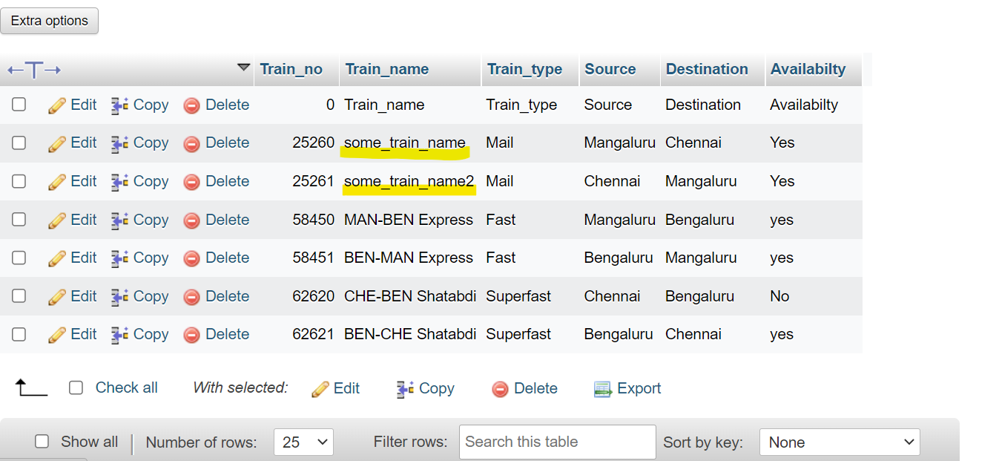 Extra options
Train_no Train_name Train_type Source Destination Availabilty
Edit Copy Delete 0 Train_name Train_type Source Destination Availabilty
Edit Copy Delete 25260 some_train_name Mail Mangaluru Chennai Yes
Edit Copy Delete 25261 some_train_name2 Mail Chennai Mangaluru Yes
Edit Copy Delete 58450 MAN-BEN Express Fast Mangaluru Bengaluru yes
Edit Copy Delete 58451 BEN-MAN Express Fast Bengaluru Mangaluru yes
Edit Copy Delete 62620 CHE-BEN Shatabdi Superfast Chennai Bengaluru No
Edit Copy Delete 62621 BEN-CHE Shatabdi Superfast Bengaluru Chennai yes
Check all With selected: Edit Copy Delete Export
Show all Number of rows: 25 Filter rows: Search this table Sort by key: None